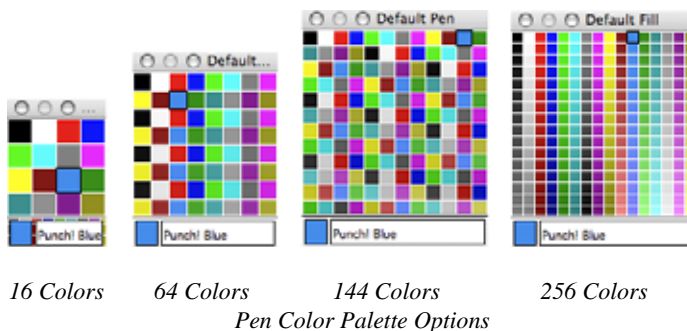 Default Pen
Default Fill
Default...
...
Punch! Blue
Punch! Blue
Punch! Blue
Punch! Blue
16 Colors
64 Colors
144 Colors
256 Colors
Pen Color Palette Options